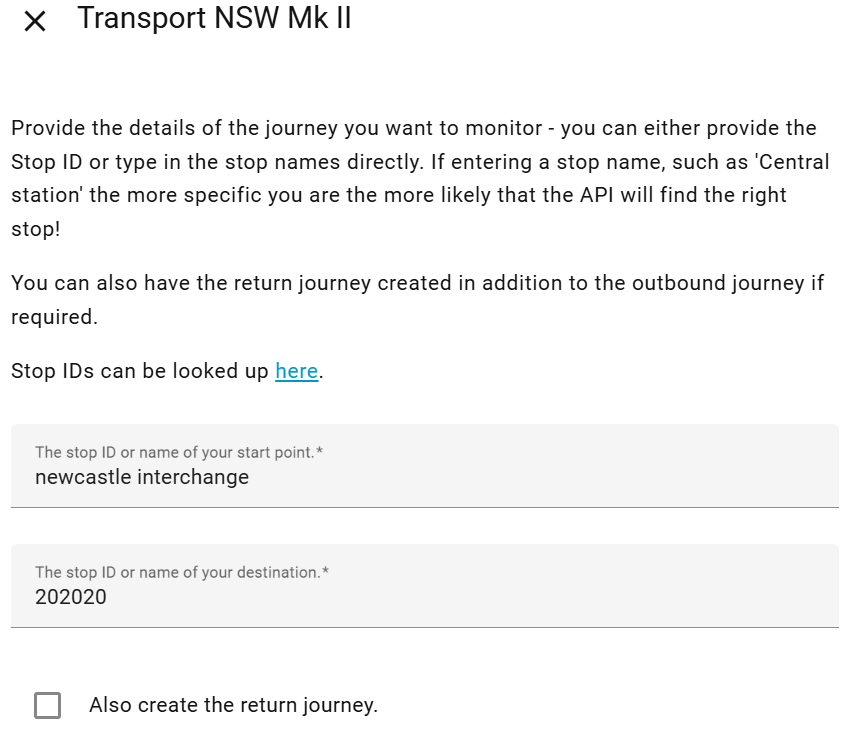 Transport NSW Mk II
Provide the details of the journey you want to monitor - you can either provide the
Stop ID or type in the stop names directly. If entering a stop name, such as 'Central
station' the more specific you are the more likely that the API will find the right
stop!
You can also have the return journey created in addition to the outbound journey if
required.
Stop IDs can be looked up here.
The stop ID or name of your start point.*
newcastle interchange
The stop ID or name of your destination.*
202020
Also create the return journey.